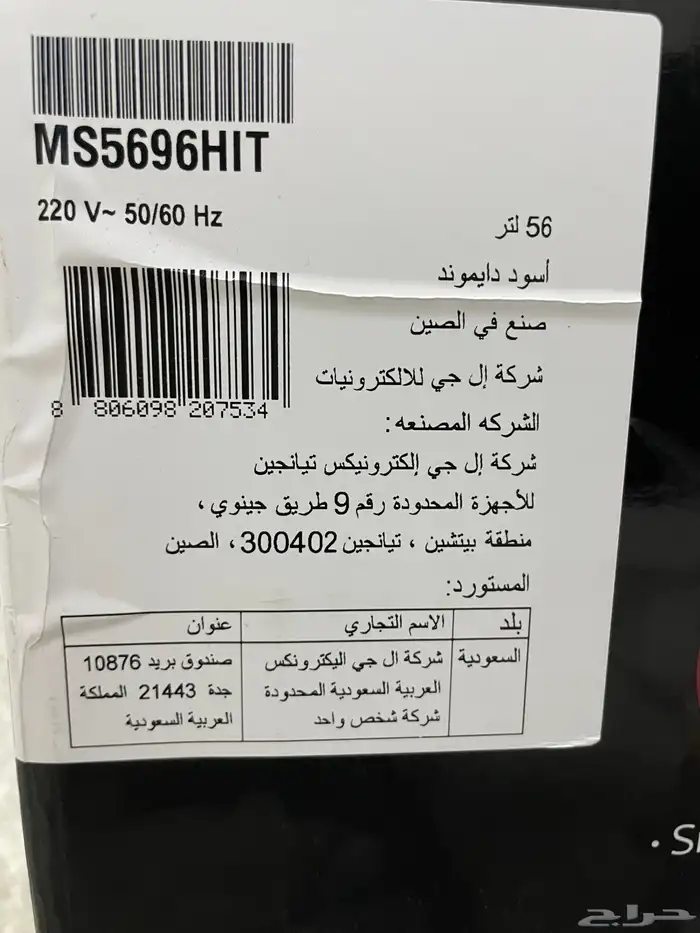 MS5696HIT
220 V~ 50/60 Hz
8 806098 207534
56 لتر
أسود دايموند
صنع في الصين
شركة إل جي للالكترونيات
الشركه المصنعه:
شركة إل جي إلكترونيكس تيانجين
للأجهزة المحدودة رقم 9 طريق جينوي ،
منطقة بيتشين ، تيانجين 300402، الصين
المستورد:
بلد الاسم التجاري عنوان
السعودية شركة ال جي اليكترونكس صندوق بريد 10876
العربية السعودية المحدودة جدة 21443 المملكة
شركة شخص واحد العربية السعودية
حراج